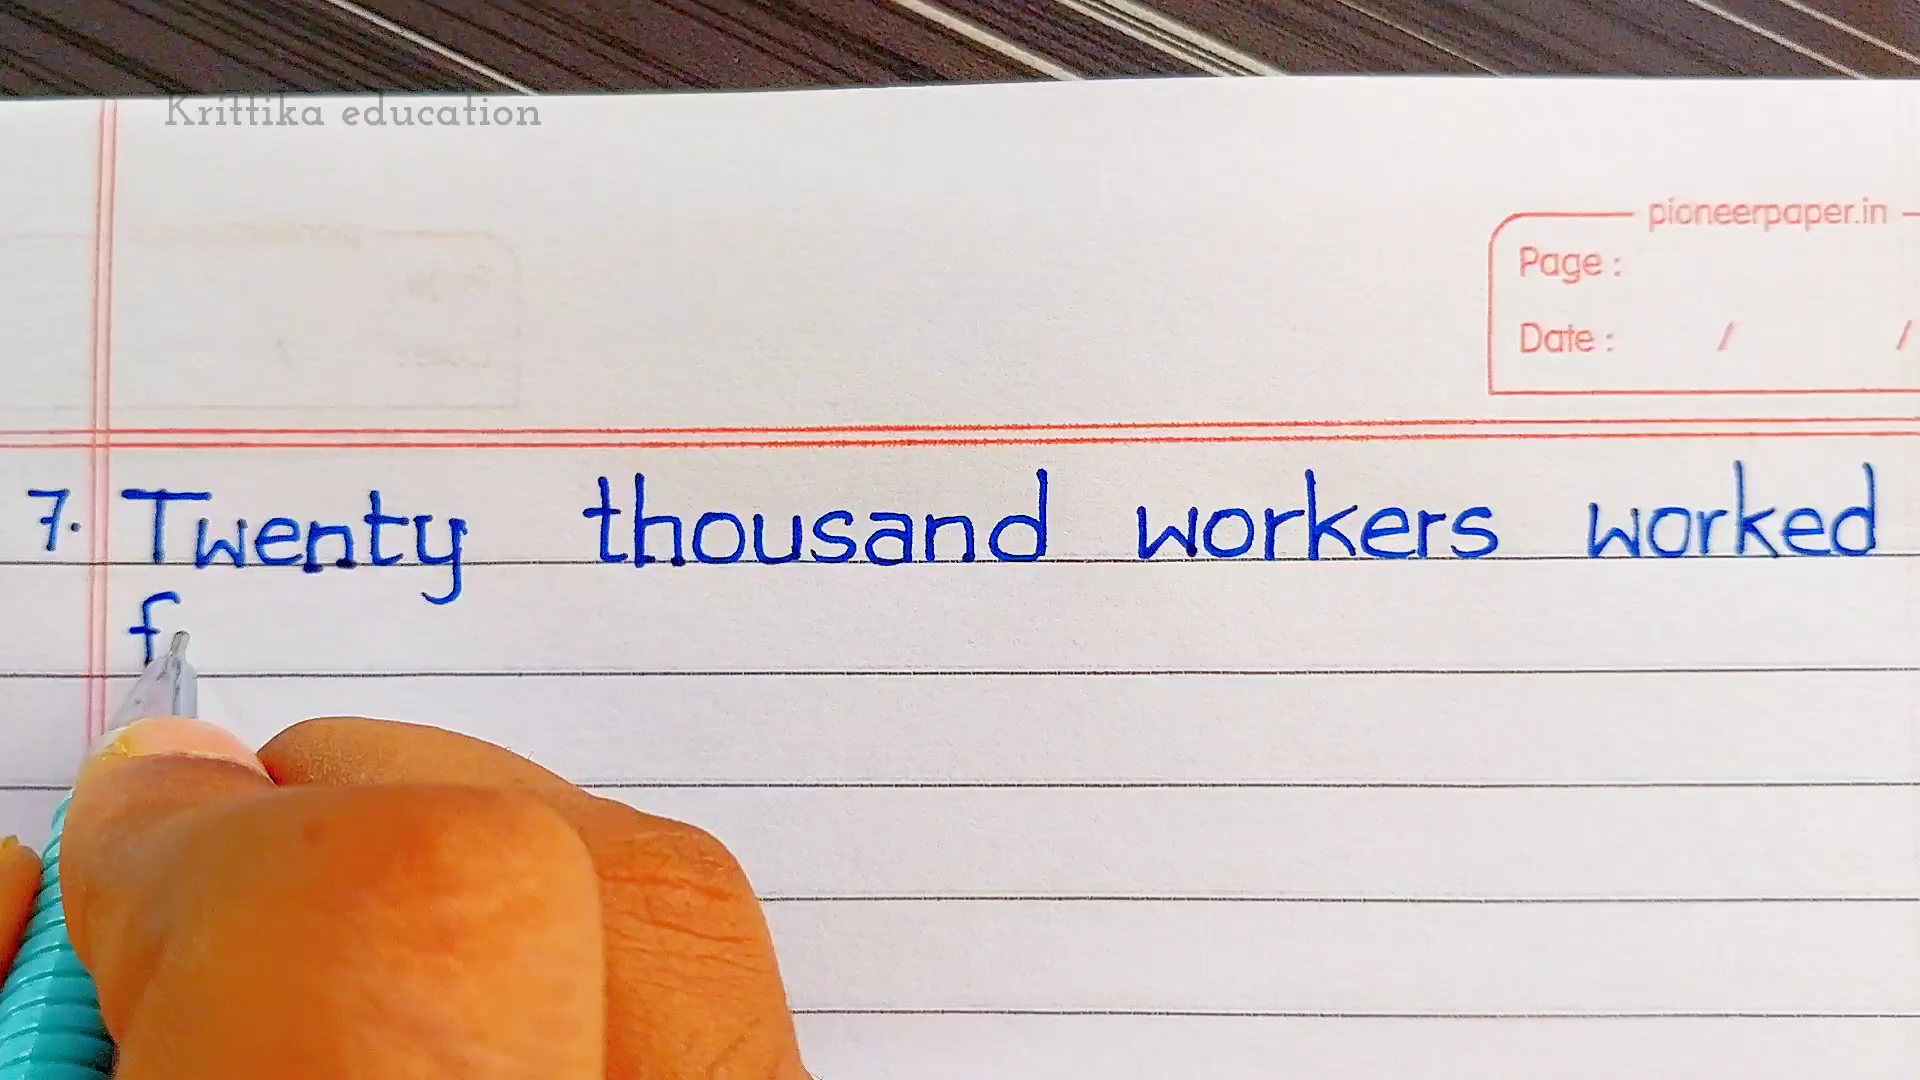 Krittika education
pioneerpaper.in
Page :
Date : / /
7. Twenty thousand workers worked
f